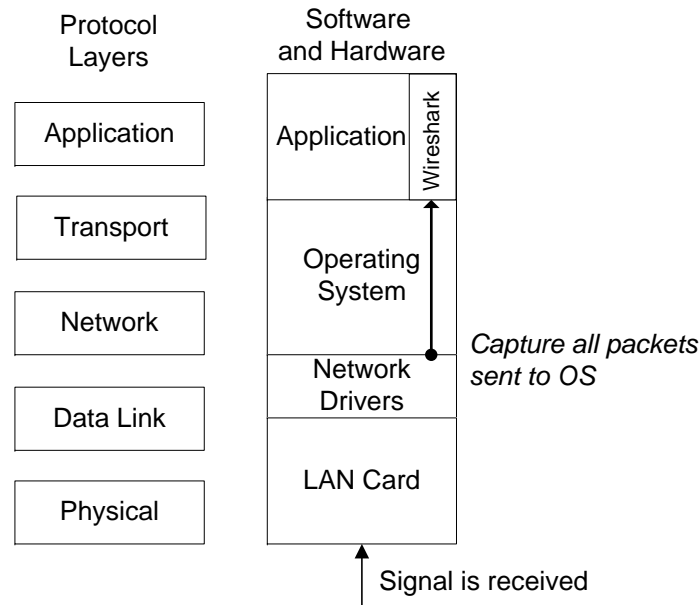 Protocol
Layers
Application
Transport
Network
Data Link
Physical
Software
and Hardware
Application
Wireshark
Operating
System
Network
Drivers
LAN Card
Capture all packets
sent to OS
Signal is received